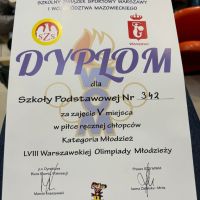 SZKOLNY ZWIĄZEK SPORTOWY WARSZAWY
I WOJEWÓDZTWA MAZOWIECKIEGO
SZS
DYPLOM
dla
Szkoły Podstawowej Nr 342
za zajęcie V miejsca
w piłce ręcznej chłopców
Kategoria Młodzież
LVIII Warszawskiej Olimpiady Młodzieży